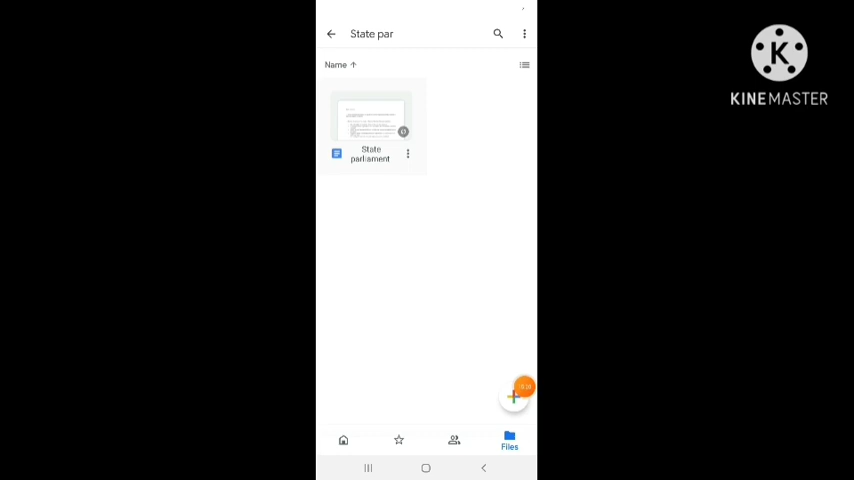 State par
Name ↑
State
parliament
Files
K
KINEMASTER